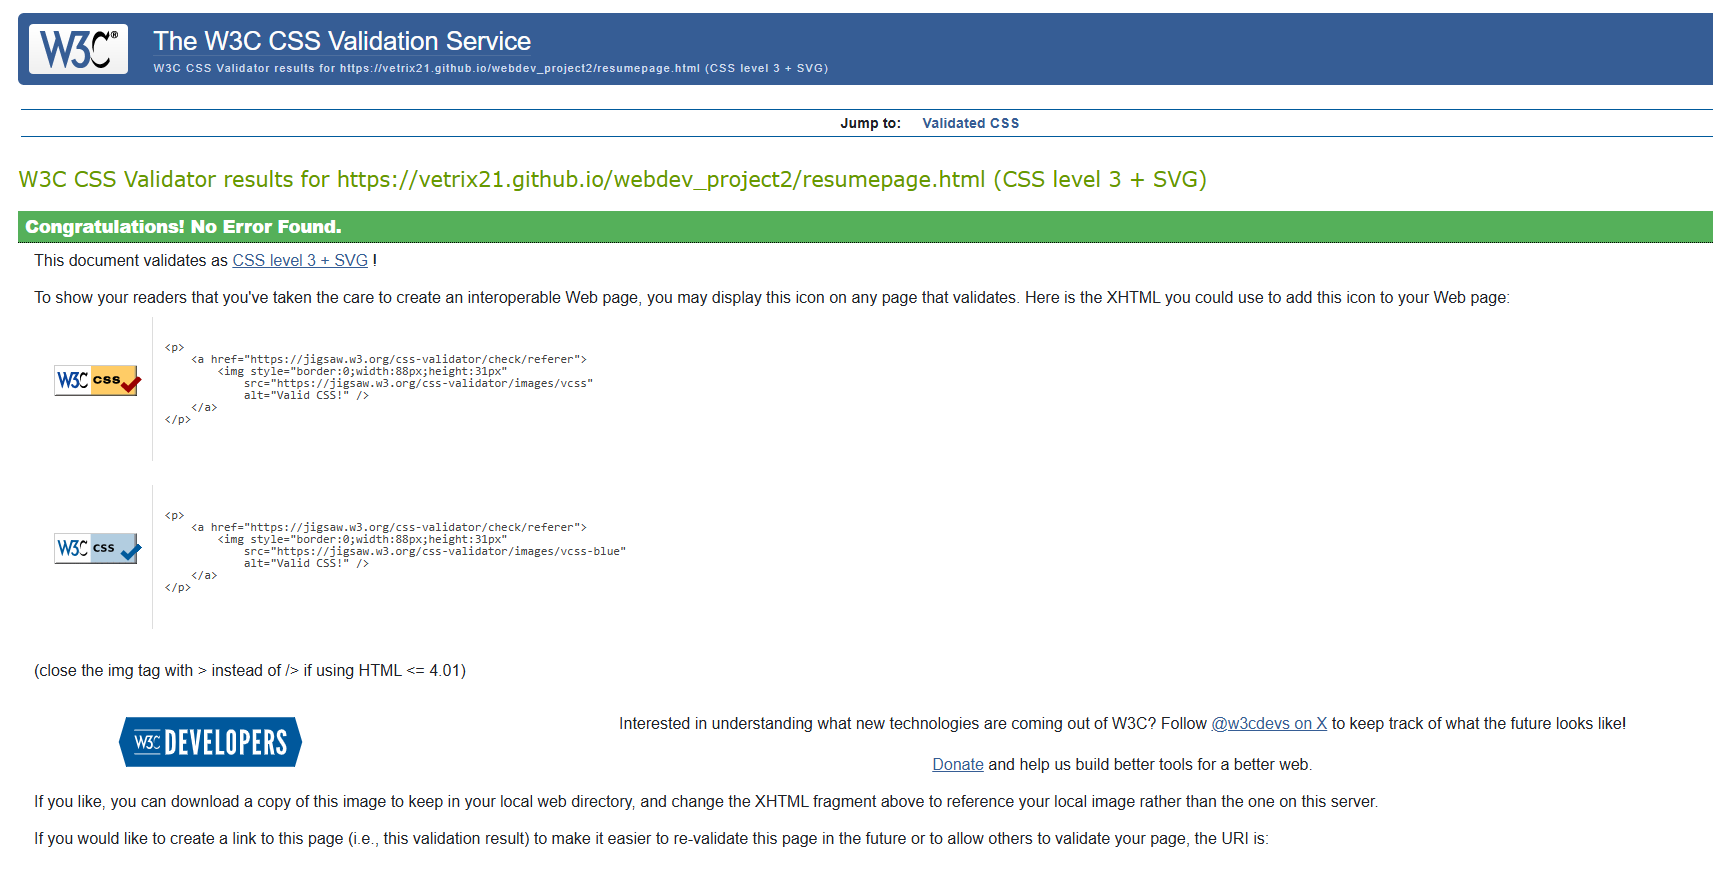 W3C®
The W3C CSS Validation Service
W3C CSS Validator results for https://vetrix21.github.io/webdev_project2/resumepage.html (CSS level 3 + SVG)
Jump to: Validated CSS
W3C CSS Validator results for https://vetrix21.github.io/webdev_project2/resumepage.html (CSS level 3 + SVG)
Congratulations! No Error Found.
This document validates as CSS level 3 + SVG !
To show your readers that you've taken the care to create an interoperable Web page, you may display this icon on any page that validates. Here is the XHTML you could use to add this icon to your Web page:
W3C css
<p>
<a href="https://jigsaw.w3.org/css-validator/check/referer">
<img style="border:0;width:88px;height:31px"
src="https://jigsaw.w3.org/css-validator/images/vcss"
alt="Valid CSS!" />
</a>
</p>
W3C css
<p>
<a href="https://jigsaw.w3.org/css-validator/check/referer">
<img style="border:0;width:88px;height:31px"
src="https://jigsaw.w3.org/css-validator/images/vcss-blue"
alt="Valid CSS!" />
</a>
</p>
(close the img tag with > instead of /> if using HTML <= 4.01)
W3C DEVELOPERS
Interested in understanding what new technologies are coming out of W3C? Follow @w3cdevs on X to keep track of what the future looks like!
Donate and help us build better tools for a better web.
If you like, you can download a copy of this image to keep in your local web directory, and change the XHTML fragment above to reference your local image rather than the one on this server.
If you would like to create a link to this page (i.e., this validation result) to make it easier to re-validate this page in the future or to allow others to validate your page, the URI is: